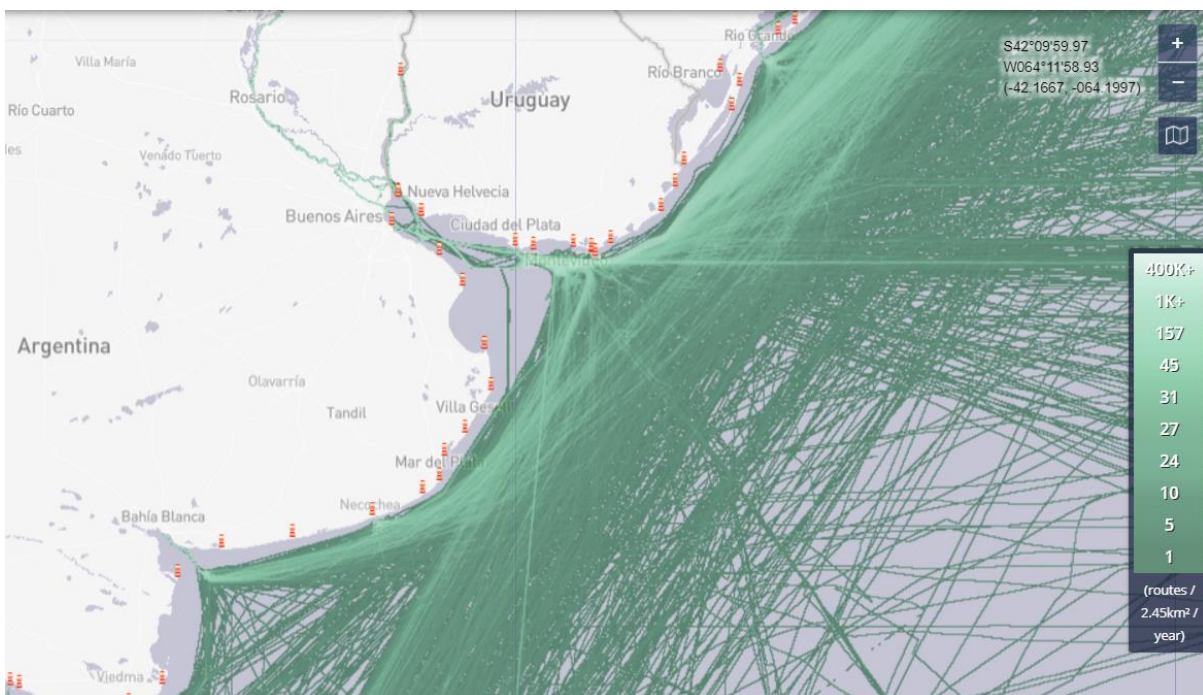 Río Grande
Villa María
Río Branco
S42°09'59.97
W064°11'58.93
(-42.1667, -064.1997)
+
−
Rosario
Uruguay
Río Cuarto
Venado Tuerto
Nueva Helvecia
Buenos Aires
Ciudad del Plata
Montevideo
400K+
1K+
157
45
31
27
24
10
5
1
(routes /
2.45km² /
year)
Argentina
Olavarría
Tandil
Villa Gesell
Mar del Plata
Necochea
Bahía Blanca
Viedma